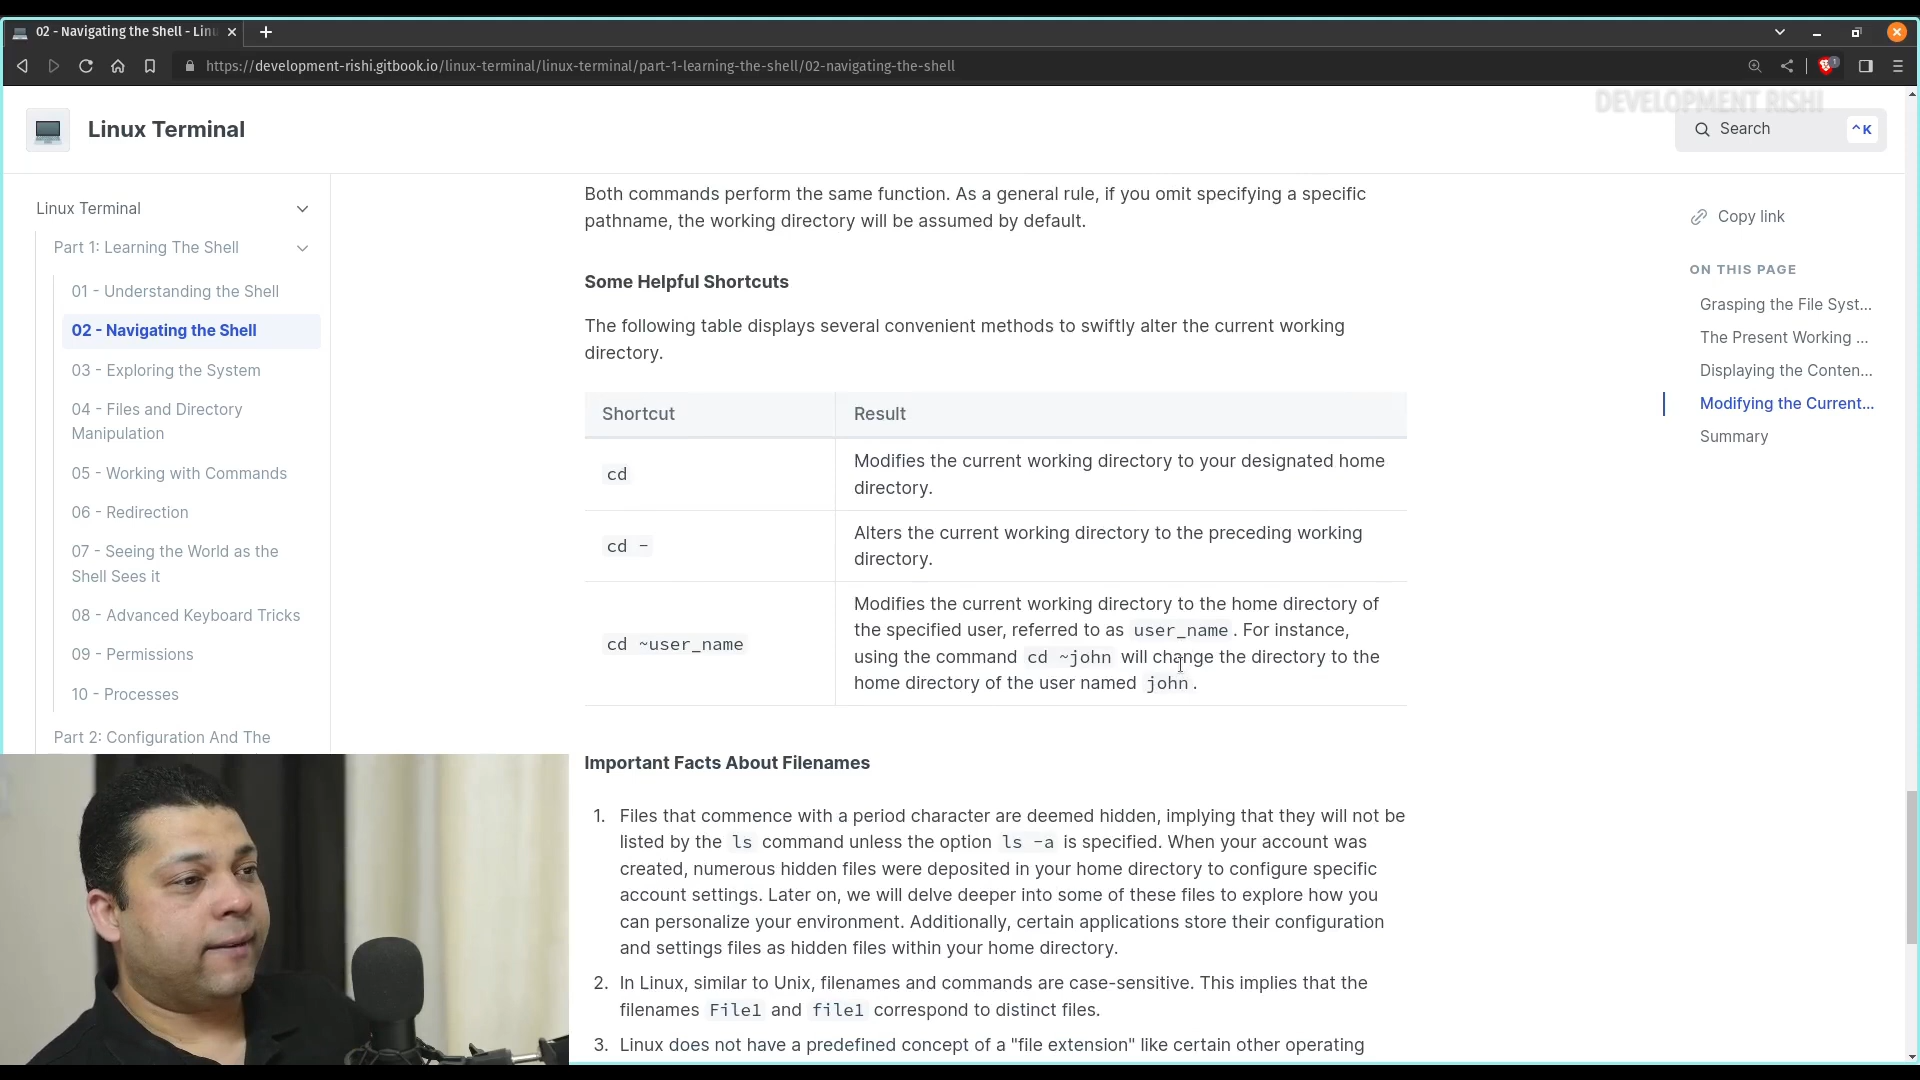 02 - Navigating the Shell - Linu
https://development-rishi.gitbook.io/linux-terminal/linux-terminal/part-1-learning-the-shell/02-navigating-the-shell
1
DEVELOPMENT RISHI
Linux Terminal
Search
^K
Linux Terminal
Part 1: Learning The Shell
01 - Understanding the Shell
02 - Navigating the Shell
03 - Exploring the System
04 - Files and Directory
Manipulation
05 - Working with Commands
06 - Redirection
07 - Seeing the World as the
Shell Sees it
08 - Advanced Keyboard Tricks
09 - Permissions
10 - Processes
Part 2: Configuration And The
Both commands perform the same function. As a general rule, if you omit specifying a specific
pathname, the working directory will be assumed by default.
Some Helpful Shortcuts
The following table displays several convenient methods to swiftly alter the current working
directory.
Shortcut
Result
cd
Modifies the current working directory to your designated home
directory.
cd -
Alters the current working directory to the preceding working
directory.
cd ~user_name
Modifies the current working directory to the home directory of
the specified user, referred to as user_name. For instance,
using the command cd ~john will change the directory to the
home directory of the user named john.
Important Facts About Filenames
1. Files that commence with a period character are deemed hidden, implying that they will not be
listed by the ls command unless the option ls -a is specified. When your account was
created, numerous hidden files were deposited in your home directory to configure specific
account settings. Later on, we will delve deeper into some of these files to explore how you
can personalize your environment. Additionally, certain applications store their configuration
and settings files as hidden files within your home directory.
2. In Linux, similar to Unix, filenames and commands are case-sensitive. This implies that the
filenames File1 and file1 correspond to distinct files.
3. Linux does not have a predefined concept of a "file extension" like certain other operating
Copy link
ON THIS PAGE
Grasping the File Syst...
The Present Working ...
Displaying the Conten...
Modifying the Current...
Summary